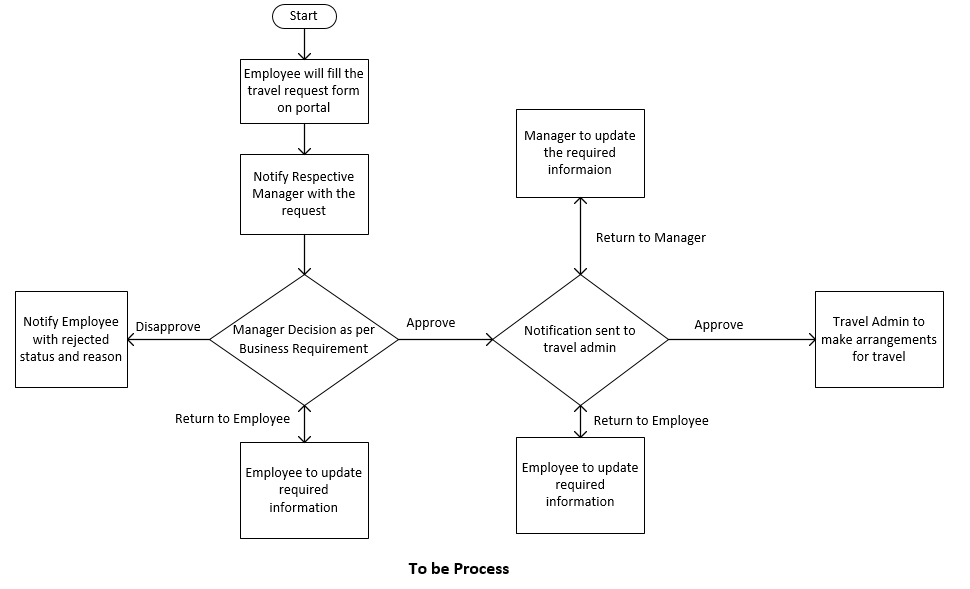 Start
Employee will fill the
travel request form
on portal
Notify Respective
Manager with the
request
Manager to update
the required
informaion
Return to Manager
Notify Employee
with rejected
status and reason
Disapprove
Manager Decision as per
Business Requirement
Approve
Notification sent to
travel admin
Approve
Travel Admin to
make arrangements
for travel
Return to Employee
Return to Employee
Employee to update
required
information
Employee to update
required
information
To be Process